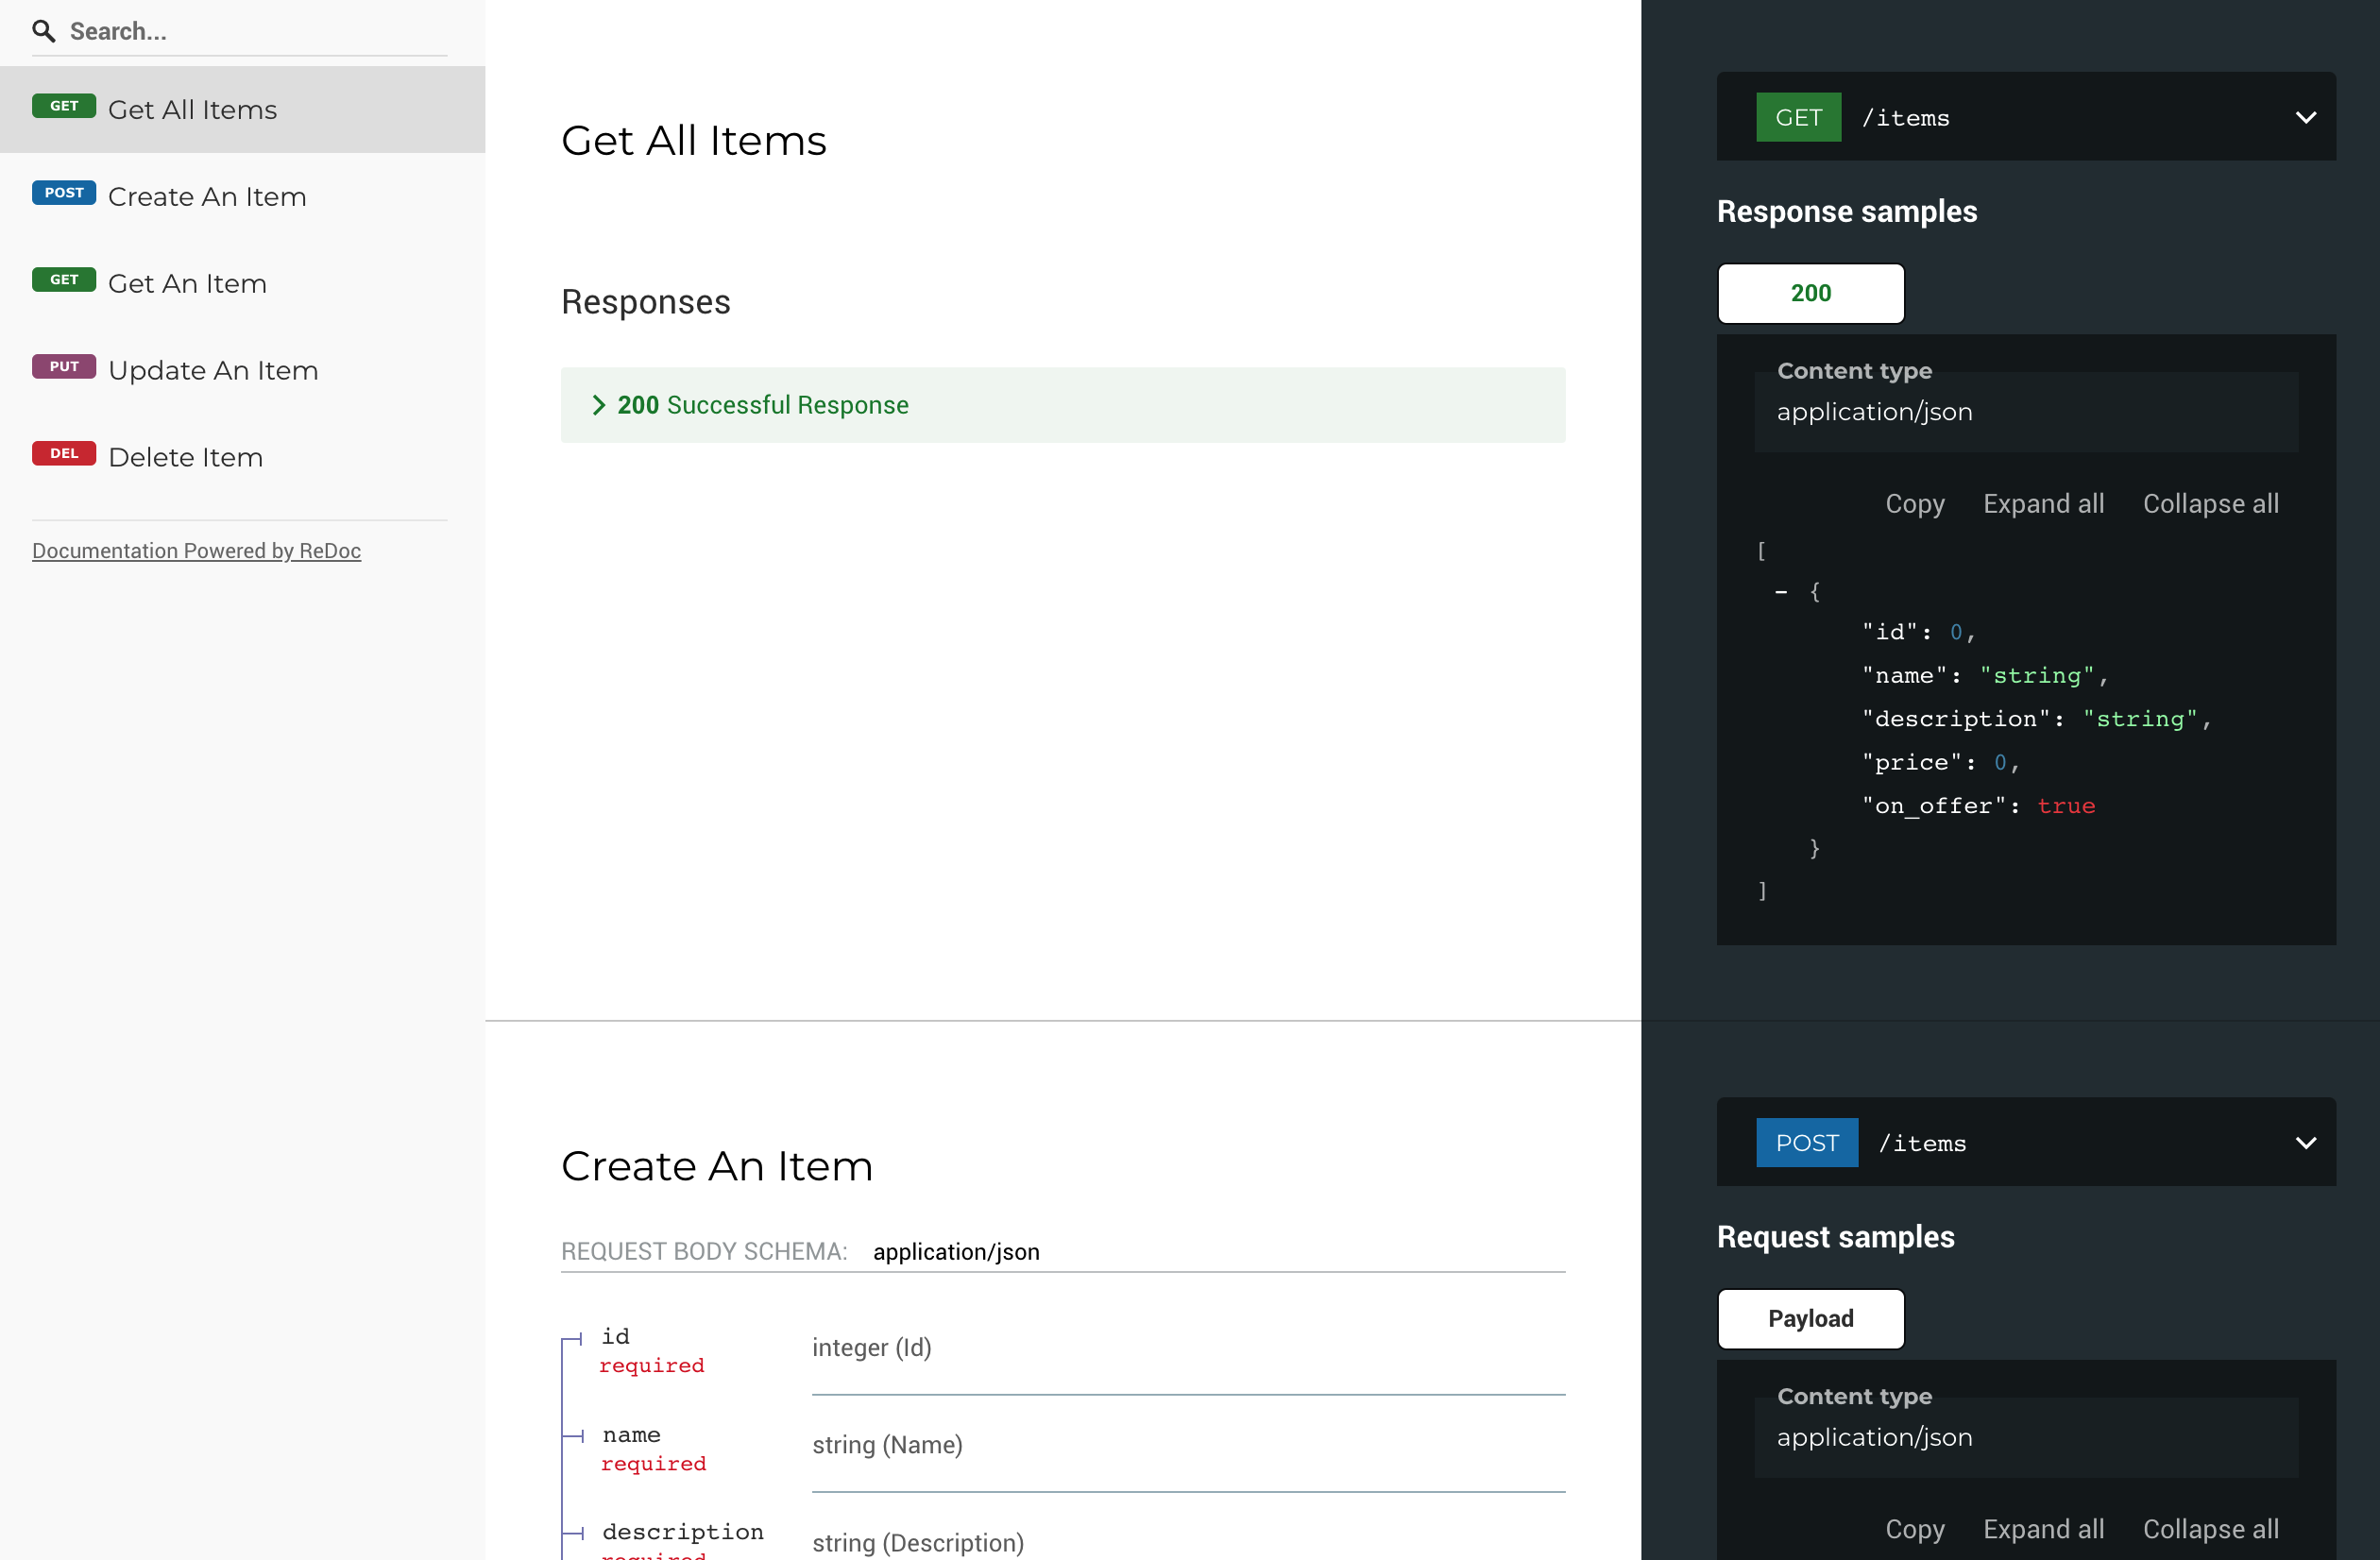 Search...
GET Get All Items
POST Create An Item
GET Get An Item
PUT Update An Item
DEL Delete Item
Documentation Powered by ReDoc
Get All Items
Responses
200 Successful Response
GET /items
Response samples
200
Content type
application/json
Copy Expand all Collapse all
[
- {
"id": 0,
"name": "string",
"description": "string",
"price": 0,
"on_offer": true
}
]
Create An Item
REQUEST BODY SCHEMA: application/json
id
required
integer (Id)
name
required
string (Name)
description
required
string (Description)
POST /items
Request samples
Payload
Content type
application/json
Copy Expand all Collapse all